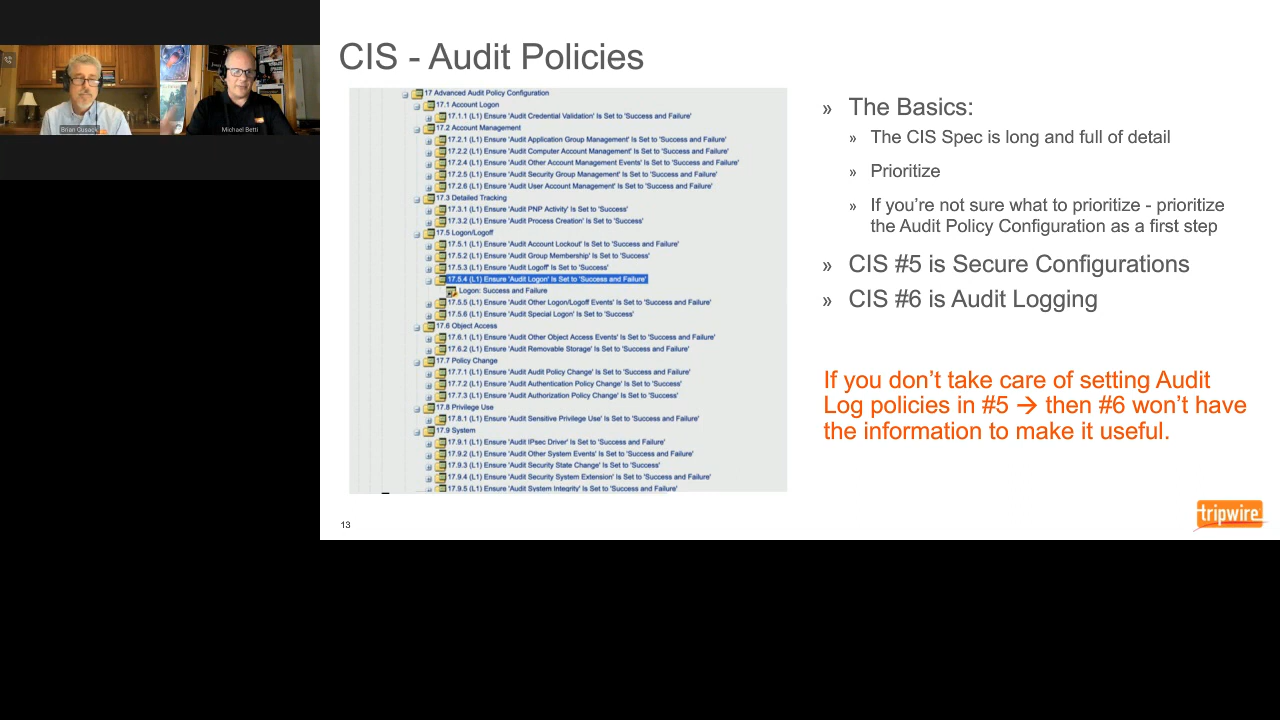 Brian Cusack
Michael Betti
CIS - Audit Policies
17 Advanced Audit Policy Configuration
17.1 Account Logon
17.1.1 (L1) Ensure 'Audit Credential Validation' Is Set to 'Success and Failure'
17.2 Account Management
17.2.1 (L1) Ensure 'Audit Application Group Management' Is Set to 'Success and Failure'
17.2.2 (L1) Ensure 'Audit Computer Account Management' Is Set to 'Success and Failure'
17.2.4 (L1) Ensure 'Audit Other Account Management Events' Is Set to 'Success and Failure'
17.2.5 (L1) Ensure 'Audit Security Group Management' Is Set to 'Success and Failure'
17.2.6 (L1) Ensure 'Audit User Account Management' Is Set to 'Success and Failure'
17.3 Detailed Tracking
17.3.1 (L1) Ensure 'Audit PNP Activity' Is Set to 'Success'
17.3.2 (L1) Ensure 'Audit Process Creation' Is Set to 'Success'
17.5 Logon/Logoff
17.5.1 (L1) Ensure 'Audit Account Lockout' Is Set to 'Success and Failure'
17.5.2 (L1) Ensure 'Audit Group Membership' Is Set to 'Success'
17.5.3 (L1) Ensure 'Audit Logoff' Is Set to 'Success'
17.5.4 (L1) Ensure 'Audit Logon' Is Set to 'Success and Failure'
Logon: Success and Failure
17.5.5 (L1) Ensure 'Audit Other Logon/Logoff Events' Is Set to 'Success and Failure'
17.5.6 (L1) Ensure 'Audit Special Logon' Is Set to 'Success'
17.6 Object Access
17.6.1 (L1) Ensure 'Audit Other Object Access Events' Is Set to 'Success and Failure'
17.6.2 (L1) Ensure 'Audit Removable Storage' Is Set to 'Success and Failure'
17.7 Policy Change
17.7.1 (L1) Ensure 'Audit Audit Policy Change' Is Set to 'Success and Failure'
17.7.2 (L1) Ensure 'Audit Authentication Policy Change' Is Set to 'Success'
17.7.3 (L1) Ensure 'Audit Authorization Policy Change' Is Set to 'Success'
17.8 Privilege Use
17.8.1 (L1) Ensure 'Audit Sensitive Privilege Use' Is Set to 'Success and Failure'
17.9 System
17.9.1 (L1) Ensure 'Audit IPsec Driver' Is Set to 'Success and Failure'
17.9.2 (L1) Ensure 'Audit Other System Events' Is Set to 'Success and Failure'
17.9.3 (L1) Ensure 'Audit Security State Change' Is Set to 'Success'
17.9.4 (L1) Ensure 'Audit Security System Extension' Is Set to 'Success and Failure'
17.9.5 (L1) Ensure 'Audit System Integrity' Is Set to 'Success and Failure'
» The Basics:
» The CIS Spec is long and full of detail
» Prioritize
» If you're not sure what to prioritize - prioritize
the Audit Policy Configuration as a first step
» CIS #5 is Secure Configurations
» CIS #6 is Audit Logging
If you don't take care of setting Audit
Log policies in #5 → then #6 won't have
the information to make it useful.
13
tripwire